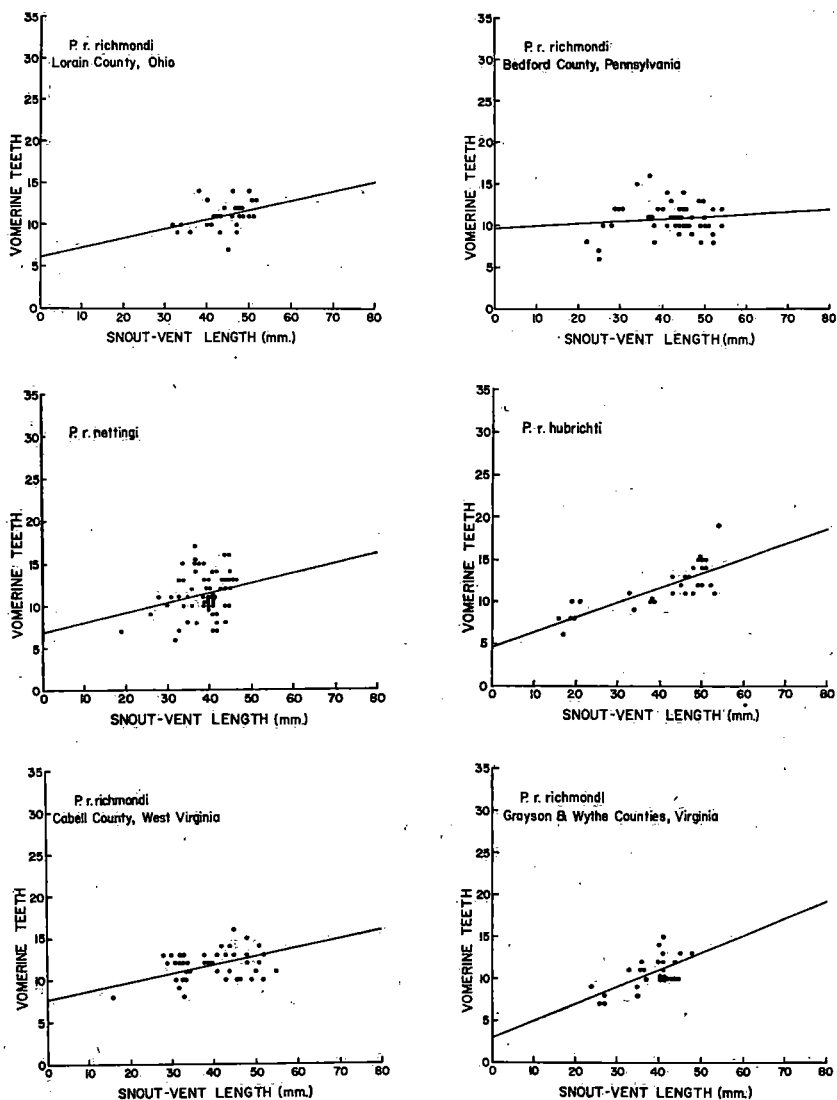 35
30
25
20
15
10
5
0
VOMERINE TEETH
P. r. richmondi
Lorain County, Ohio
0 10 20 30 40 50 60 70 80
SNOUT-VENT LENGTH (mm.)
35
30
25
20
15
10
5
0
VOMERINE TEETH
P. r. richmondi
Bedford County, Pennsylvania
0 10 20 30 40 50 60 70 80
SNOUT-VENT LENGTH (mm.)
35
30
25
20
15
10
5
0
VOMERINE TEETH
P. r. nettingi
0 10 20 30 40 50 60 70 80
SNOUT-VENT LENGTH (mm.)
35
30
25
20
15
10
5
0
VOMERINE TEETH
P. r. hubrichti
0 10 20 30 40 50 60 70 80
SNOUT-VENT LENGTH (mm.)
35
30
25
20
15
10
5
0
VOMERINE TEETH
P. r. richmondi
Cabell County, West Virginia
0 10 20 30 40 50 60 70 80
SNOUT-VENT LENGTH (mm.)
35
30
25
20
15
10
5
0
VOMERINE TEETH
P. r. richmondi
Grayson & Wythe Counties, Virginia
0 10 20 30 40 50 60 70 80
SNOUT-VENT LENGTH (mm.)